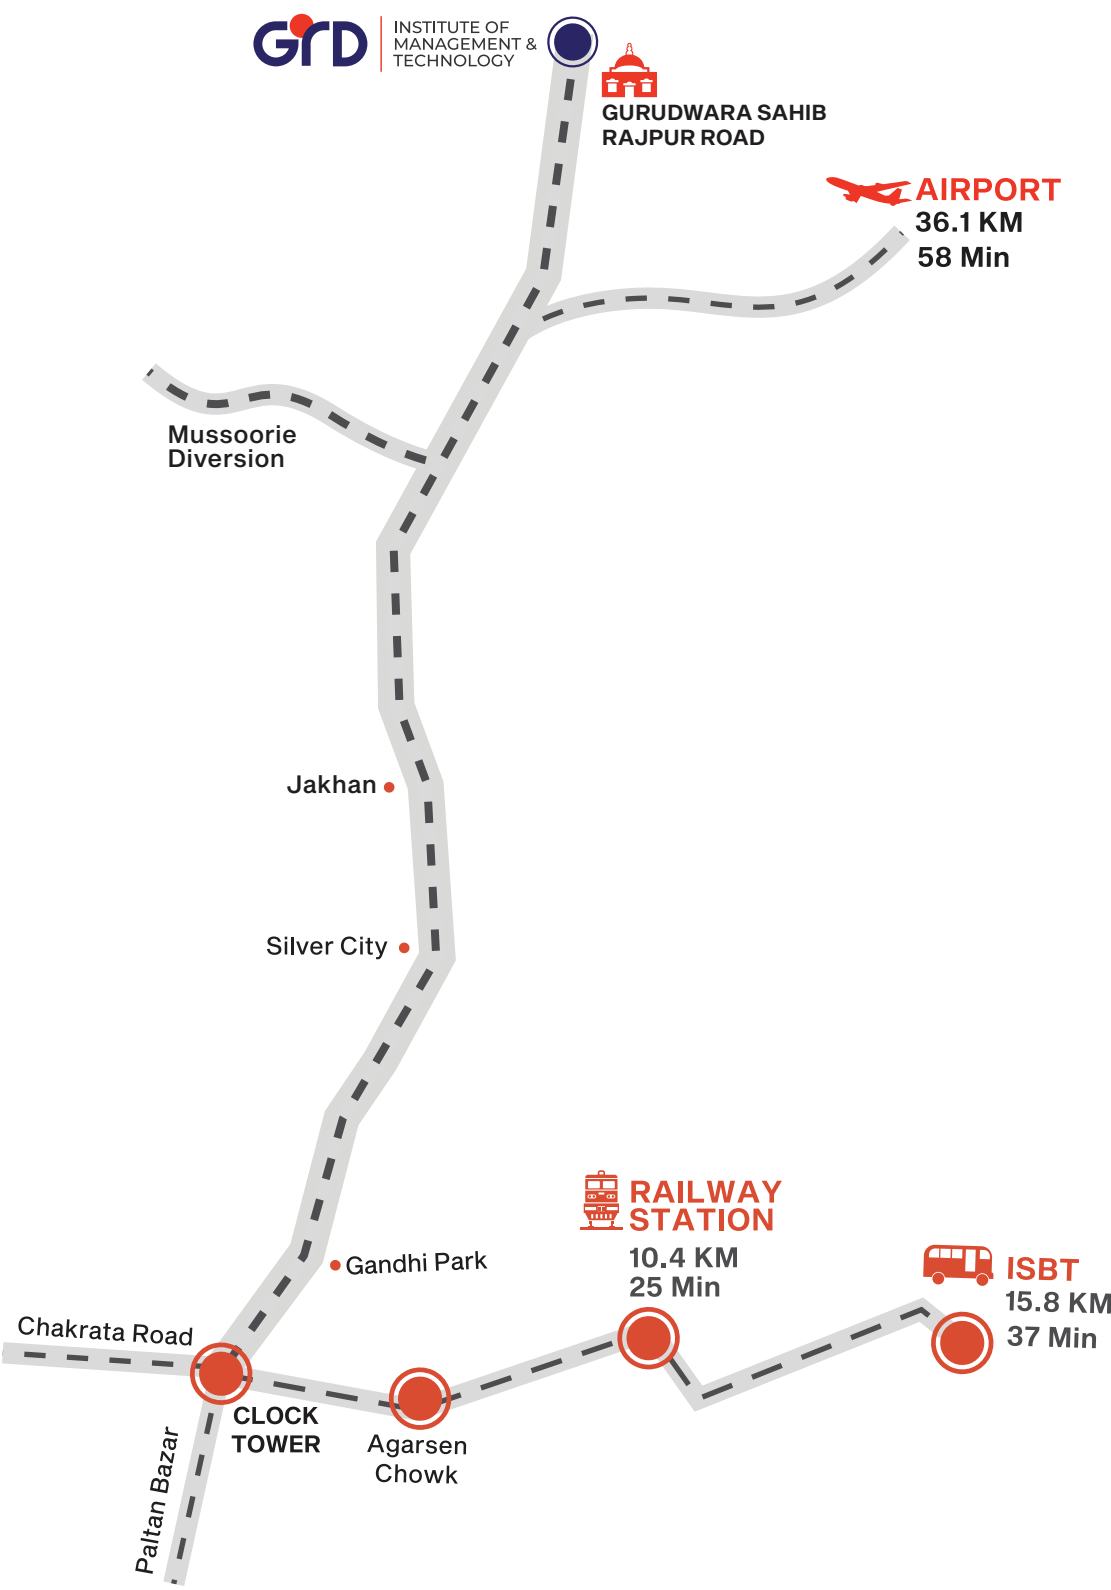 GrD
INSTITUTE OF
MANAGEMENT &
TECHNOLOGY
GURUDWARA SAHIB
RAJPUR ROAD
AIRPORT
36.1 KM
58 Min
Mussoorie
Diversion
Jakhan
Silver City
Gandhi Park
RAILWAY
STATION
10.4 KM
25 Min
ISBT
15.8 KM
37 Min
Chakrata Road
CLOCK
TOWER
Agarsen
Chowk
Paltan Bazar